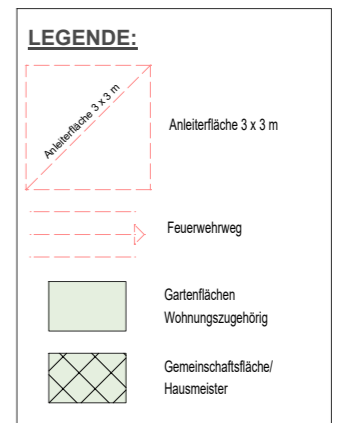 LEGENDE:
Anleiterfläche 3 x 3 m
Anleiterfläche 3 x 3 m
Feuerwehrweg
Gartenflächen
Wohnungszugehörig
Gemeinschaftsfläche/
Hausmeister